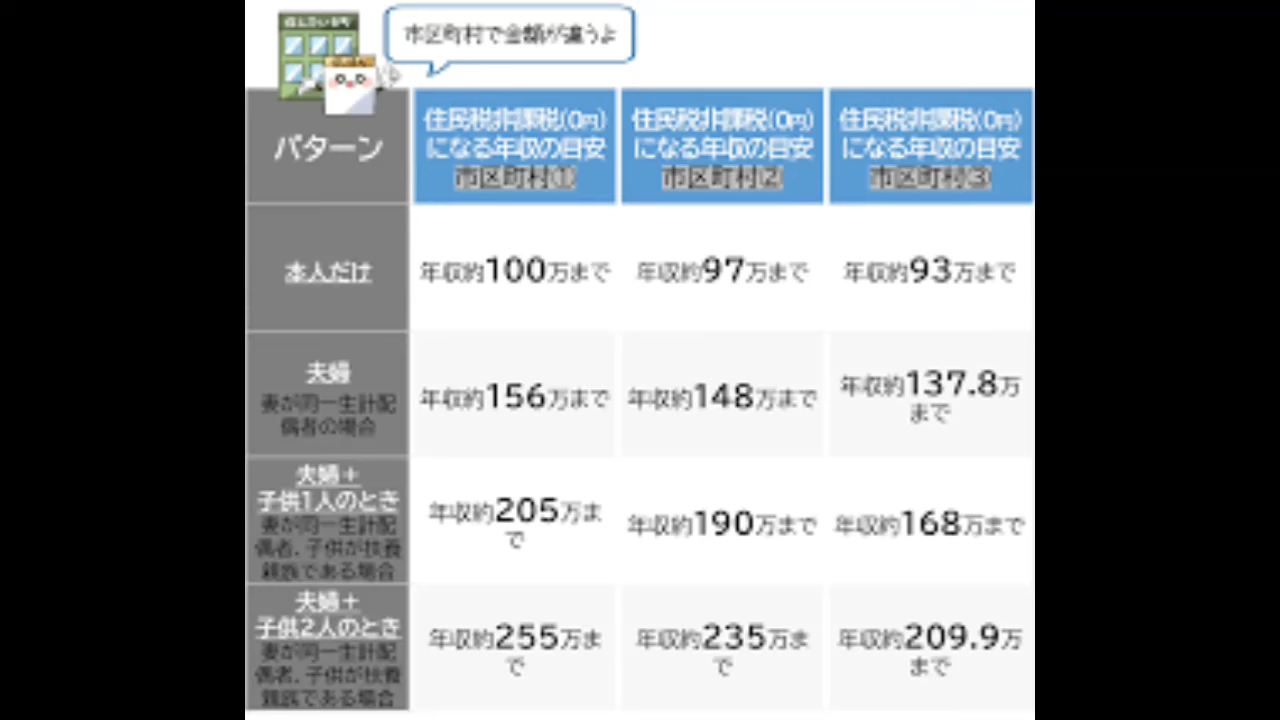 市区町村で金額が違うよ
パターン
住民税非課税(0円)
になる年収の目安
市区町村①
住民税非課税(0円)
になる年収の目安
市区町村②
住民税非課税(0円)
になる年収の目安
市区町村③
本人だけ
年収約100万まで
年収約97万まで
年収約93万まで
夫婦
妻が同一生計配
偶者の場合
年収約156万まで
年収約148万まで
年収約137.8万
まで
夫婦+
子供1人のとき
妻が同一生計配
偶者、子供が扶養
親族である場合
年収約205万ま
で
年収約190万まで
年収約168万まで
夫婦+
子供2人のとき
妻が同一生計配
偶者、子供が扶養
親族である場合
年収約255万ま
で
年収約235万ま
で
年収約209.9万
まで